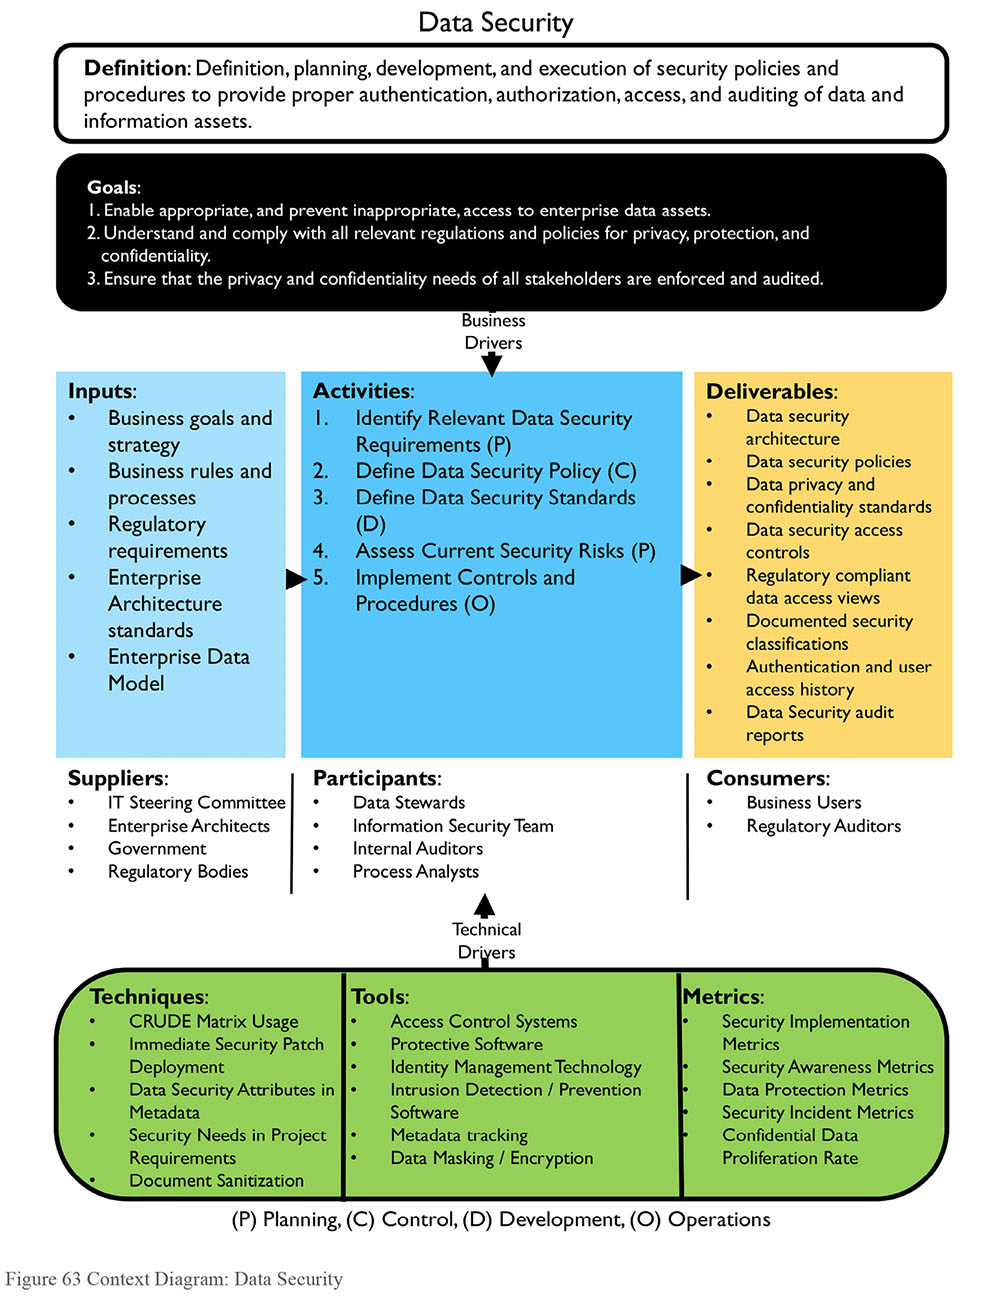 Data Security
Definition: Definition, planning, development, and execution of security policies and
procedures to provide proper authentication, authorization, access, and auditing of data and
information assets.
Goals:
1. Enable appropriate, and prevent inappropriate, access to enterprise data assets.
2. Understand and comply with all relevant regulations and policies for privacy, protection, and
confidentiality.
3. Ensure that the privacy and confidentiality needs of all stakeholders are enforced and audited.
Business
Drivers
Inputs:
• Business goals and
strategy
• Business rules and
processes
• Regulatory
requirements
• Enterprise
Architecture
standards
• Enterprise Data
Model
Activities:
1. Identify Relevant Data Security
Requirements (P)
2. Define Data Security Policy (C)
3. Define Data Security Standards
(D)
4. Assess Current Security Risks (P)
5. Implement Controls and
Procedures (O)
Deliverables:
• Data security
architecture
• Data security policies
• Data privacy and
confidentiality standards
• Data security access
controls
• Regulatory compliant
data access views
• Documented security
classifications
• Authentication and user
access history
• Data Security audit
reports
Suppliers:
• IT Steering Committee
• Enterprise Architects
• Government
• Regulatory Bodies
Participants:
• Data Stewards
• Information Security Team
• Internal Auditors
• Process Analysts
Consumers:
• Business Users
• Regulatory Auditors
Technical
Drivers
Techniques:
• CRUDE Matrix Usage
• Immediate Security Patch
Deployment
• Data Security Attributes in
Metadata
• Security Needs in Project
Requirements
• Document Sanitization
Tools:
• Access Control Systems
• Protective Software
• Identity Management Technology
• Intrusion Detection / Prevention
Software
• Metadata tracking
• Data Masking / Encryption
Metrics:
• Security Implementation
Metrics
• Security Awareness Metrics
• Data Protection Metrics
• Security Incident Metrics
• Confidential Data
Proliferation Rate
(P) Planning, (C) Control, (D) Development, (O) Operations
Figure 63 Context Diagram: Data Security